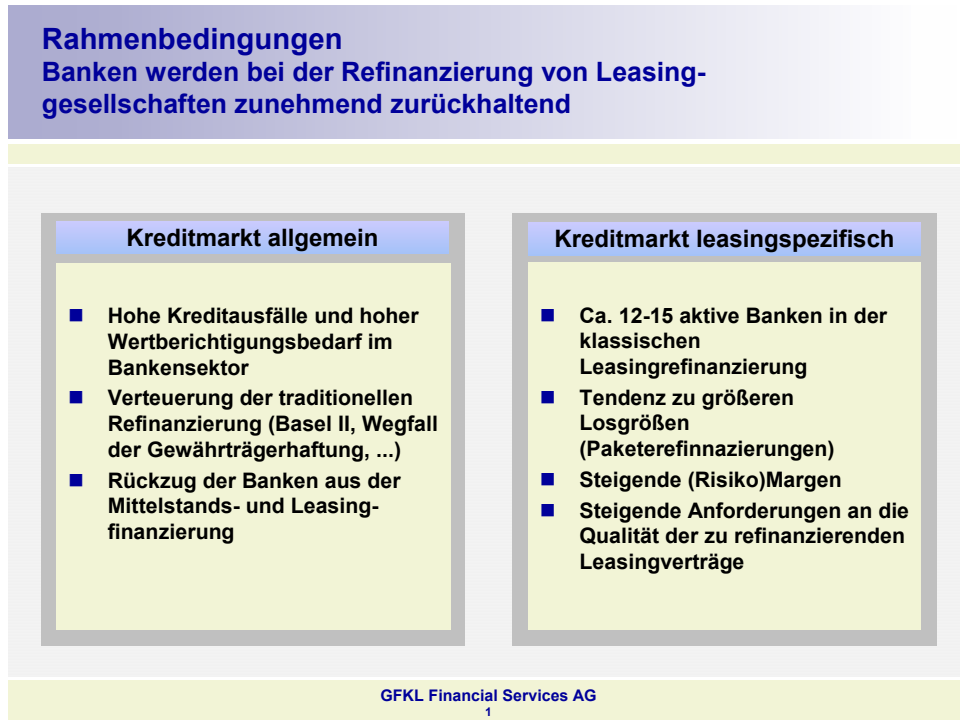 Rahmenbedingungen
Banken werden bei der Refinanzierung von Leasing-
gesellschaften zunehmend zurückhaltend
Kreditmarkt allgemein
Hohe Kreditausfälle und hoher
Wertberichtigungsbedarf im
Bankensektor
Verteuerung der traditionellen
Refinanzierung (Basel II, Wegfall
der Gewährträgerhaftung, ...)
Rückzug der Banken aus der
Mittelstands- und Leasing-
finanzierung
Kreditmarkt leasingspezifisch
Ca. 12-15 aktive Banken in der
klassischen
Leasingrefinanzierung
Tendenz zu größeren
Losgrößen
(Paketerefinnazierungen)
Steigende (Risiko)Margen
Steigende Anforderungen an die
Qualität der zu refinanzierenden
Leasingverträge
GFKL Financial Services AG
1